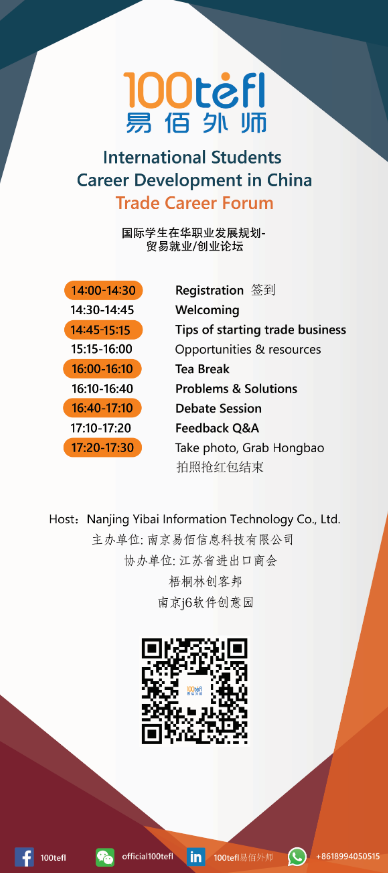 100tefl
易佰外师
International Students
Career Development in China
Trade Career Forum
国际学生在华职业发展规划-
贸易就业/创业论坛
14:00-14:30 Registration 签到
14:30-14:45 Welcoming
14:45-15:15 Tips of starting trade business
15:15-16:00 Opportunities & resources
16:00-16:10 Tea Break
16:10-16:40 Problems & Solutions
16:40-17:10 Debate Session
17:10-17:20 Feedback Q&A
17:20-17:30 Take photo, Grab Hongbao
拍照抢红包结束
Host：Nanjing Yibai Information Technology Co., Ltd.
主办单位: 南京易佰信息科技有限公司
协办单位: 江苏省进出口商会
梧桐林创客邦
南京j6软件创意园
100tefl
易佰外师
100tefl official100tefl 100tefl易佰外师 +8618994050515